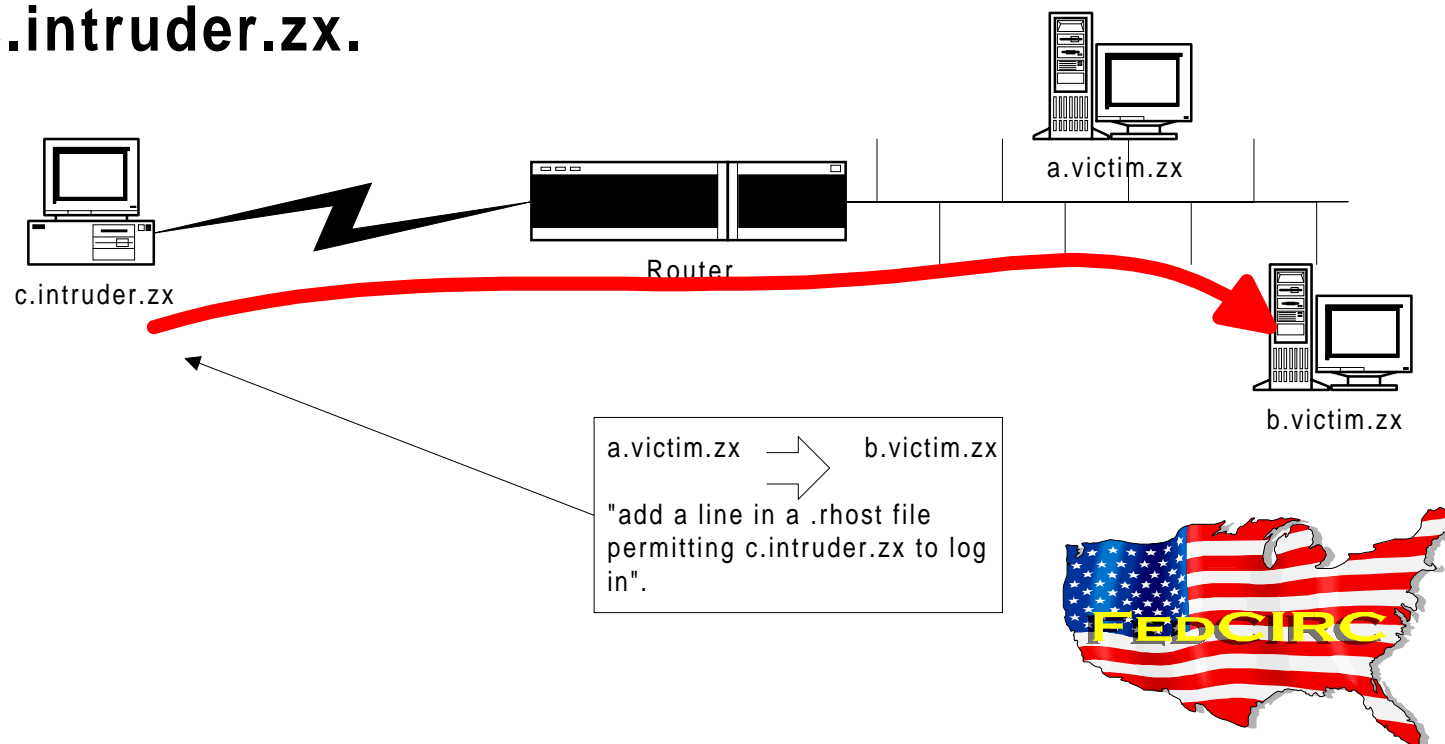 .intruder.zx.
a.victim.zx
Router
c.intruder.zx
b.victim.zx
a.victim.zx b.victim.zx
"add a line in a .rhost file
permitting c.intruder.zx to log
in".
FEDCIRC